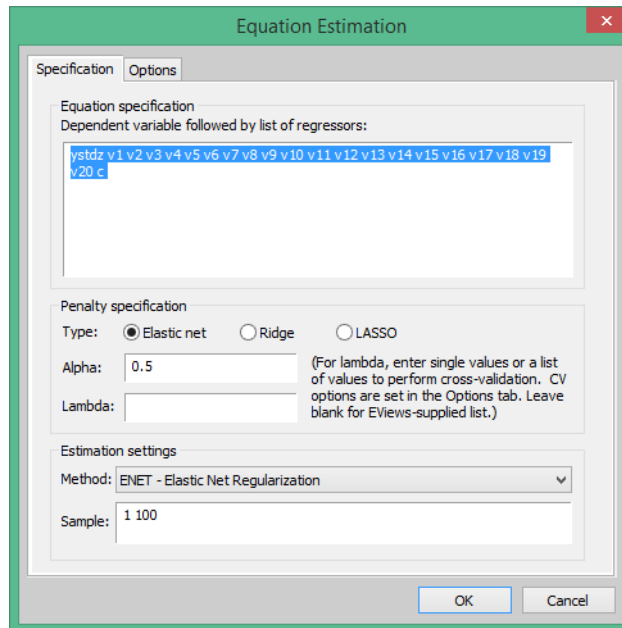 Equation Estimation
Specification
Options
Equation specification
Dependent variable followed by list of regressors:
ystdz v1 v2 v3 v4 v5 v6 v7 v8 v9 v10 v11 v12 v13 v14 v15 v16 v17 v18 v19
v20 c
Penalty specification
Type: Elastic net Ridge LASSO
Alpha: 0.5
Lambda:
(For lambda, enter single values or a list
of values to perform cross-validation. CV
options are set in the Options tab. Leave
blank for EViews-supplied list.)
Estimation settings
Method: ENET - Elastic Net Regularization
Sample: 1 100
OK
Cancel